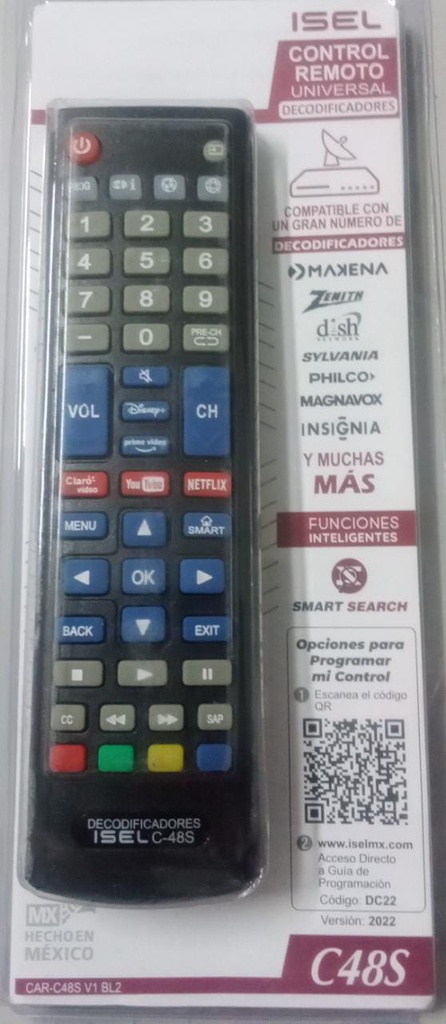 ISEL
CONTROL
REMOTO
UNIVERSAL
DECODIFICADORES
COMPATIBLE CON
UN GRAN NUMERO DE
DECODIFICADORES
MAKENA
ZENITH
dish
NETWORK
SYLVANIA
PHILCO
MAGNAVOX
INSIGNIA
Y MUCHAS
MÁS
FUNCIONES
INTELIGENTES
SMART SEARCH
Opciones para
Programar
mi Control
1 Escanea el código
QR
2 www.iselmx.com
Acceso Directo
a Guía de
Programación
Código: DC22
Versión: 2022
C48S
1 2 3
4 5 6
7 8 9
- 0 PRE-CH
VOL CH
Disney+
prime video
Claro video YouTube NETFLIX
MENU SMART
OK
BACK EXIT
CC SAP
DECODIFICADORES
ISEL C-48S
MX
HECHO EN
MÉXICO
CAR-C48S V1 BL2